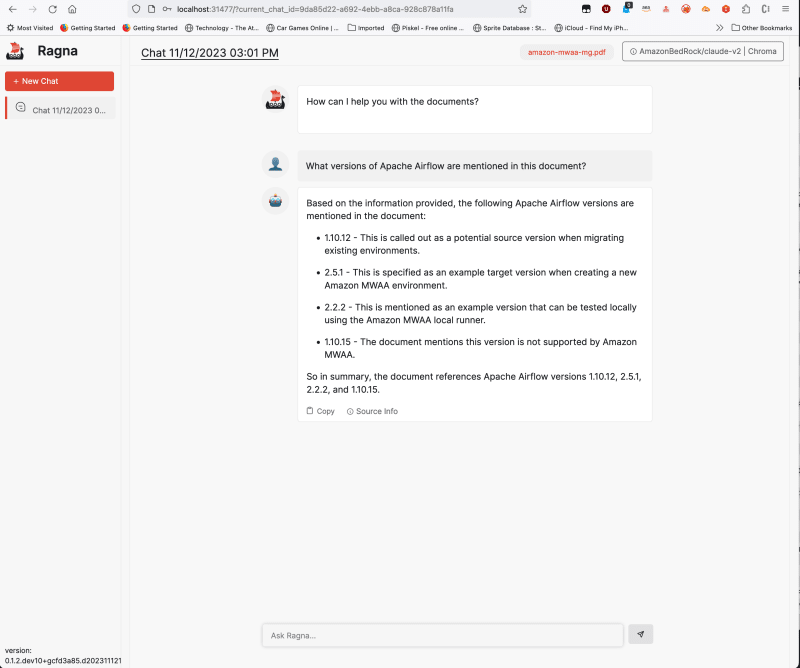 localhost:31477/?current_chat_id=9da85d22-a692-4ebb-a8ca-928c878a11fa
Most Visited Getting Started Getting Started Technology - The At... Car Games Online | ... Imported Piskel - Free online ... Sprite Database : St... iCloud - Find My iPh... Other Bookmarks
Ragna
Chat 11/12/2023 03:01 PM
amazon-mwaa-mg.pdf
AmazonBedRock/claude-v2 | Chroma
+ New Chat
Chat 11/12/2023 0...
How can I help you with the documents?
What versions of Apache Airflow are mentioned in this document?
Based on the information provided, the following Apache Airflow versions are
mentioned in the document:
• 1.10.12 - This is called out as a potential source version when migrating
existing environments.
• 2.5.1 - This is specified as an example target version when creating a new
Amazon MWAA environment.
• 2.2.2 - This is mentioned as an example version that can be tested locally
using the Amazon MWAA local runner.
• 1.10.15 - The document mentions this version is not supported by Amazon
MWAA.
So in summary, the document references Apache Airflow versions 1.10.12, 2.5.1,
2.2.2, and 1.10.15.
Copy Source Info
Ask Ragna...
version:
0.1.2.dev10+gcfd3a85.d202311121